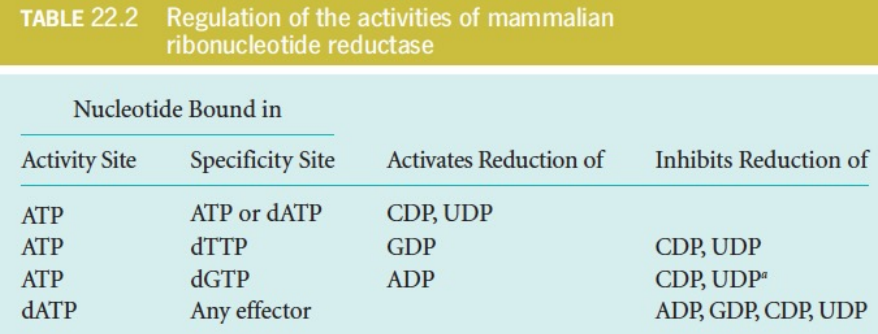 TABLE 22.2 Regulation of the activities of mammalian
ribonucleotide reductase
Nucleotide Bound in
Activity Site Specificity Site Activates Reduction of Inhibits Reduction of
ATP ATP or dATP CDP, UDP
ATP dTTP GDP CDP, UDP
ATP dGTP ADP CDP, UDPᵃ
dATP Any effector ADP, GDP, CDP, UDP